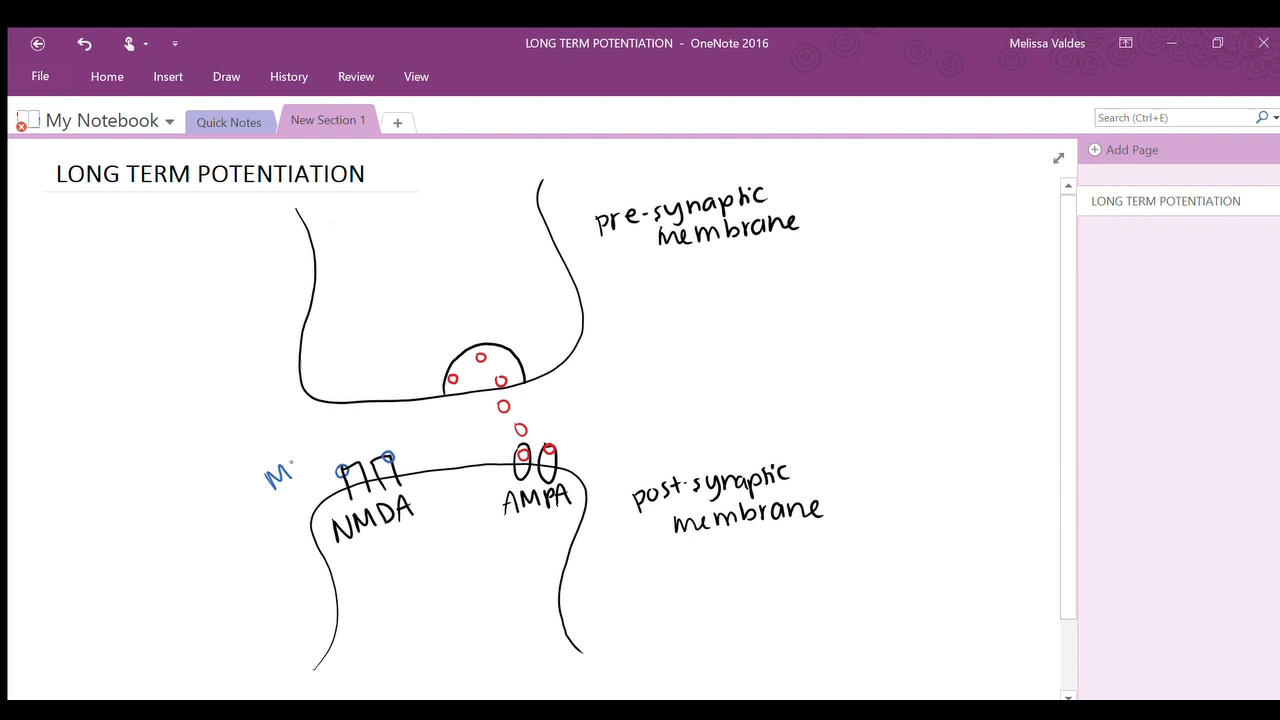 LONG TERM POTENTIATION - OneNote 2016
Melissa Valdes
File Home Insert Draw History Review View
My Notebook Quick Notes New Section 1
Search (Ctrl+E)
Add Page
LONG TERM POTENTIATION
LONG TERM POTENTIATION
pre-synaptic
membrane
M
NMDA
AMPA
post-synaptic
membrane